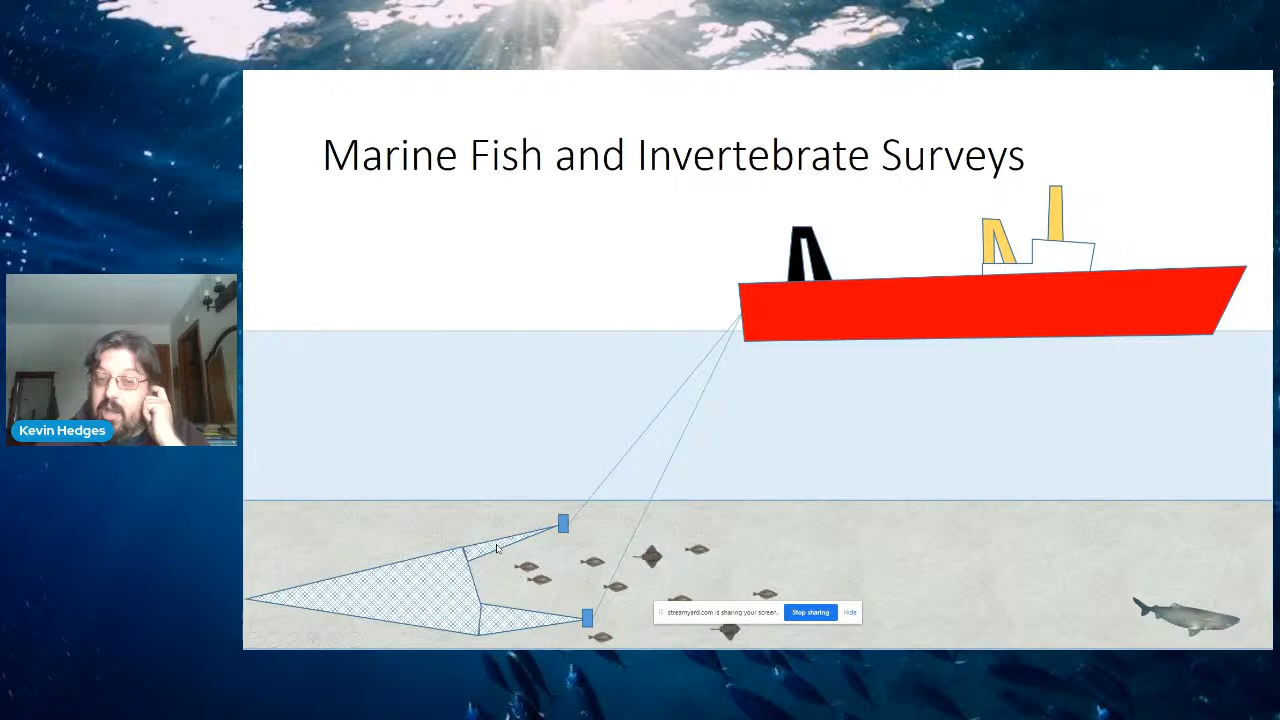 Marine Fish and Invertebrate Surveys
Kevin Hedges
streamyard.com is sharing your screen. Stop sharing Hide